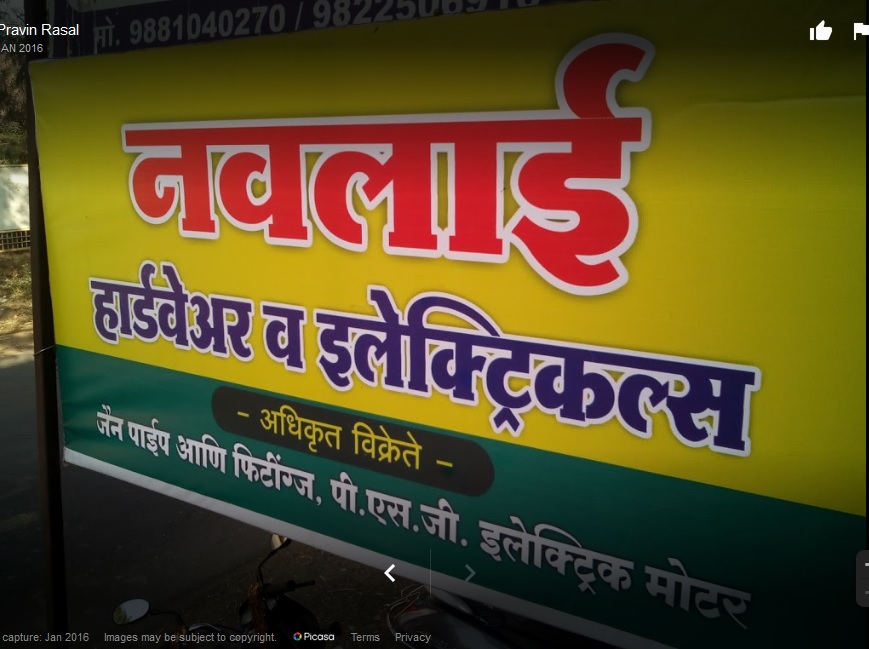 Pravin Rasal
JAN 2016
मो. 9881040270 /
नवलाई
हार्डवेअर व इलेक्ट्रिकल्स
- अधिकृत विक्रेते -
जैन पाईप आणि फिटींग्ज, पी.एस.जी. इलेक्ट्रिक मोटर
capture: Jan 2016 Images may be subject to copyright. Picasa Terms Privacy